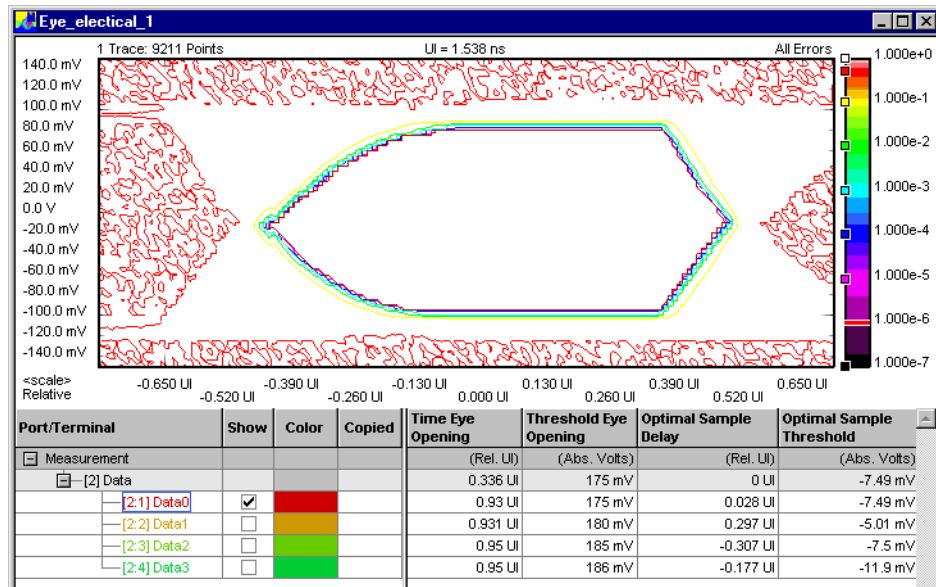 Eye_electical_1
1 Trace: 9211 Points UI = 1.538 ns All Errors
140.0 mV
120.0 mV
100.0 mV
80.0 mV
60.0 mV
40.0 mV
20.0 mV
0.0 V
-20.0 mV
-40.0 mV
-60.0 mV
-80.0 mV
-100.0 mV
-120.0 mV
-140.0 mV
1.000e+0
1.000e-1
1.000e-2
1.000e-3
1.000e-4
1.000e-5
1.000e-6
1.000e-7
<scale> -0.650 UI -0.390 UI -0.130 UI 0.130 UI 0.390 UI 0.650 UI
Relative -0.520 UI -0.260 UI 0.000 UI 0.260 UI 0.520 UI
Port/Terminal Show Color Copied Time Eye Opening Threshold Eye Opening Optimal Sample Delay Optimal Sample Threshold
Measurement (Rel. UI) (Abs. Volts) (Rel. UI) (Abs. Volts)
[2] Data 0.336 UI 175 mV 0 UI -7.49 mV
[2:1] Data0 0.93 UI 175 mV 0.028 UI -7.49 mV
[2:2] Data1 0.931 UI 180 mV 0.297 UI -5.01 mV
[2:3] Data2 0.95 UI 185 mV -0.307 UI -7.5 mV
[2:4] Data3 0.95 UI 186 mV -0.177 UI -11.9 mV